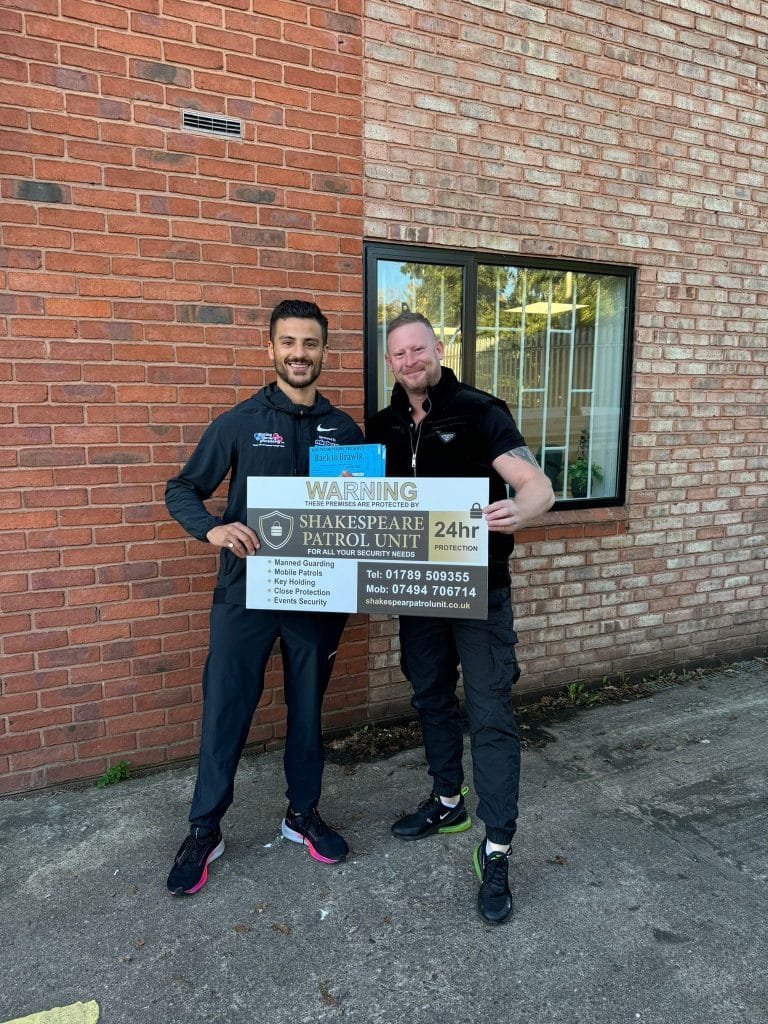 Back to Brawls
WARNING
THESE PREMISES ARE PROTECTED BY
SHAKESPEARE
PATROL UNIT
FOR ALL YOUR SECURITY NEEDS
24hr
PROTECTION
Manned Guarding
Mobile Patrols
Key Holding
Close Protection
Events Security
Tel: 01789 509355
Mob: 07494 706714
shakespearepatrolunit.co.uk